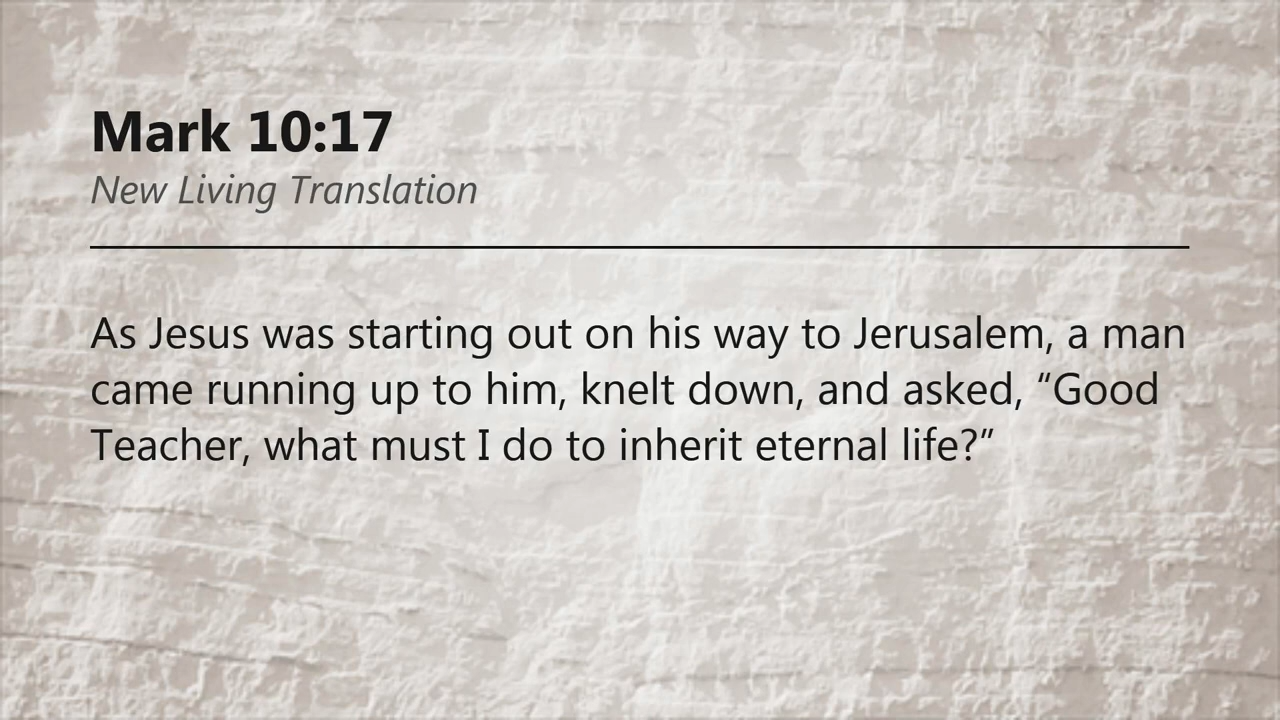 Mark 10:17
New Living Translation
As Jesus was starting out on his way to Jerusalem, a man
came running up to him, knelt down, and asked, “Good
Teacher, what must I do to inherit eternal life?”